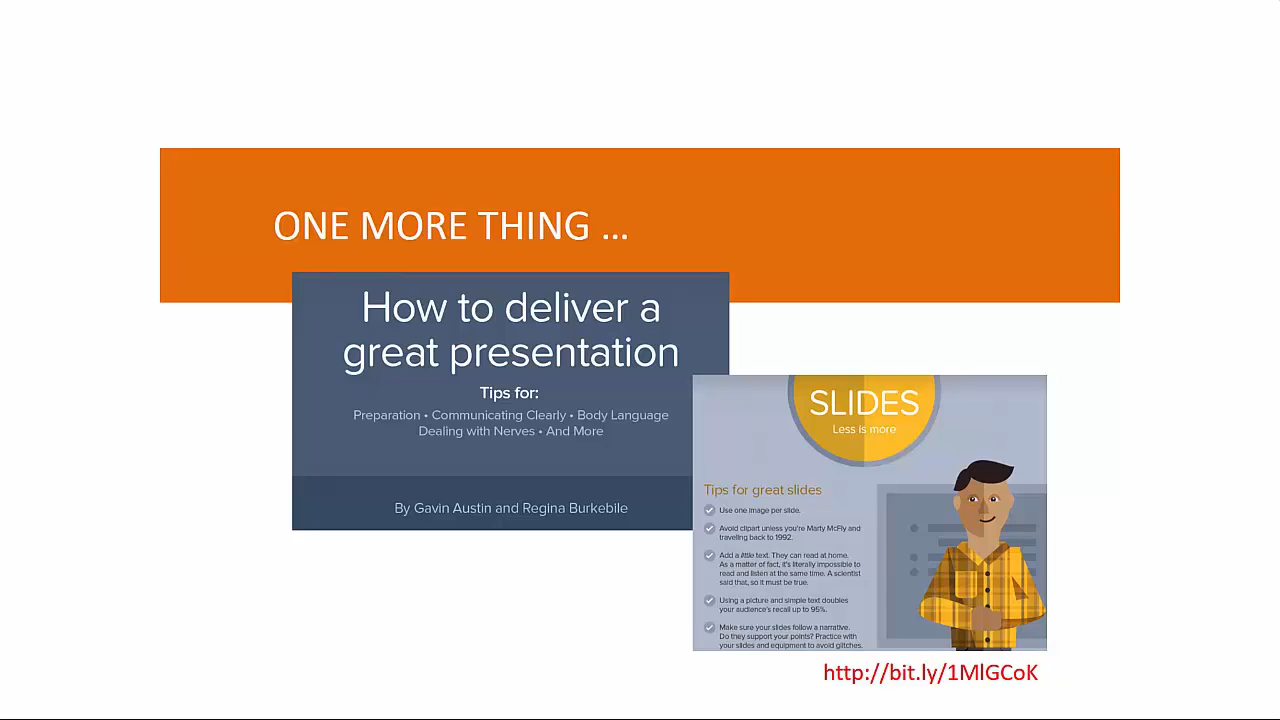 ONE MORE THING …
How to deliver a
great presentation
Tips for:
Preparation • Communicating Clearly • Body Language
Dealing with Nerves • And More
By Gavin Austin and Regina Burkebile
SLIDES
Less is more
Tips for great slides
Use one image per slide.
Avoid clipart unless you're Marty McFly and
traveling back to 1992.
Add a little text. They can read at home.
As a matter of fact, it's literally impossible to
read and listen at the same time. A scientist
said that, so it must be true.
Using a picture and simple text doubles
your audience's recall up to 95%.
Make sure your slides follow a narrative.
Do they support your points? Practice with
your slides and equipment to avoid glitches.
http://bit.ly/1MlGCoK